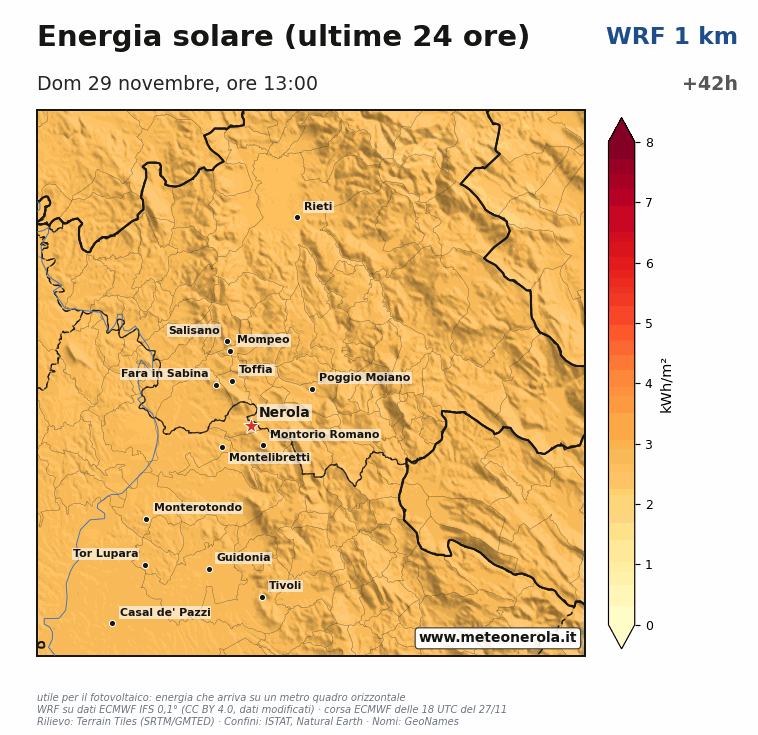 Energia solare (ultime 24 ore)
WRF 1 km
Dom 29 novembre, ore 13:00
+42h
Rieti
Salisano
Mompeo
Toffia
Fara in Sabina
Poggio Moiano
Nerola
Montorio Romano
Montelibretti
Monterotondo
Tor Lupara
Guidonia
Tivoli
Casal de' Pazzi
www.meteonerola.it
8
7
6
5
4
3
2
1
0
kWh/m²
utile per il fotovoltaico: energia che arriva su un metro quadro orizzontale
WRF su dati ECMWF IFS 0,1° (CC BY 4.0, dati modificati) · corsa ECMWF delle 18 UTC del 27/11
Rilievo: Terrain Tiles (SRTM/GMTED) · Confini: ISTAT, Natural Earth · Nomi: GeoNames